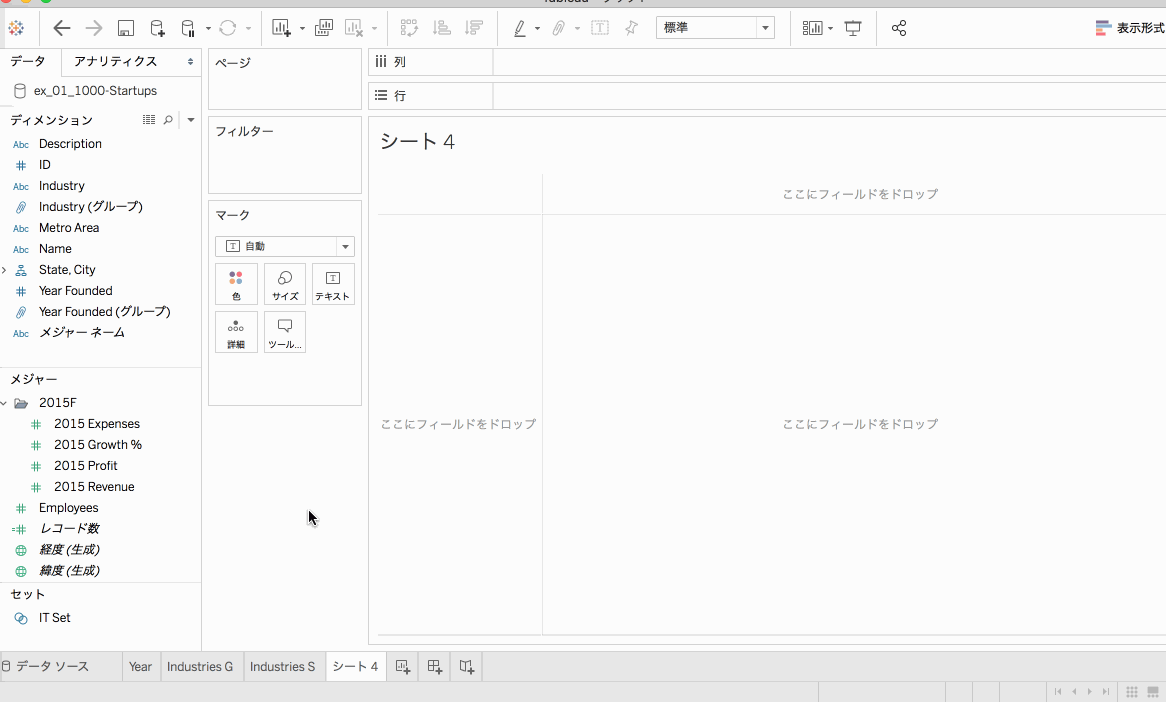 標準
表示形式
データ
アナリティクス
ex_01_1000-Startups
ディメンション
Abc Description
ID
Abc Industry
Industry (グループ)
Abc Metro Area
Abc Name
State, City
Year Founded
Year Founded (グループ)
Abc メジャー ネーム
メジャー
2015F
2015 Expenses
2015 Growth %
2015 Profit
2015 Revenue
Employees
レコード数
経度 (生成)
緯度 (生成)
セット
IT Set
ページ
フィルター
マーク
自動
色
サイズ
テキスト
詳細
ツール...
列
行
シート 4
ここにフィールドをドロップ
ここにフィールドをドロップ
ここにフィールドをドロップ
データ ソース
Year
Industries G
Industries S
シート 4